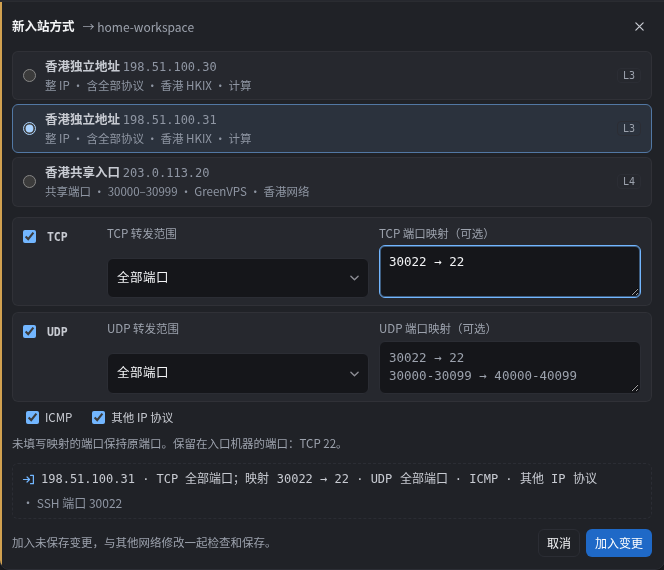 新入站方式 → home-workspace ×
香港独立地址 198.51.100.30
整 IP · 含全部协议 · 香港 HKIX · 计算
L3
香港独立地址 198.51.100.31
整 IP · 含全部协议 · 香港 HKIX · 计算
L3
香港共享入口 203.0.113.20
共享端口 · 30000–30999 · GreenVPS · 香港网络
L4
TCP
TCP 转发范围
全部端口
TCP 端口映射（可选）
30022 → 22
UDP
UDP 转发范围
全部端口
UDP 端口映射（可选）
30022 → 22
30000-30099 → 40000-40099
ICMP 其他 IP 协议
未填写映射的端口保持原端口。保留在入口机器的端口：TCP 22。
198.51.100.31 · TCP 全部端口；映射 30022 → 22 · UDP 全部端口 · ICMP · 其他 IP 协议
· SSH 端口 30022
加入未保存变更，与其他网络修改一起检查和保存。
取消
加入变更